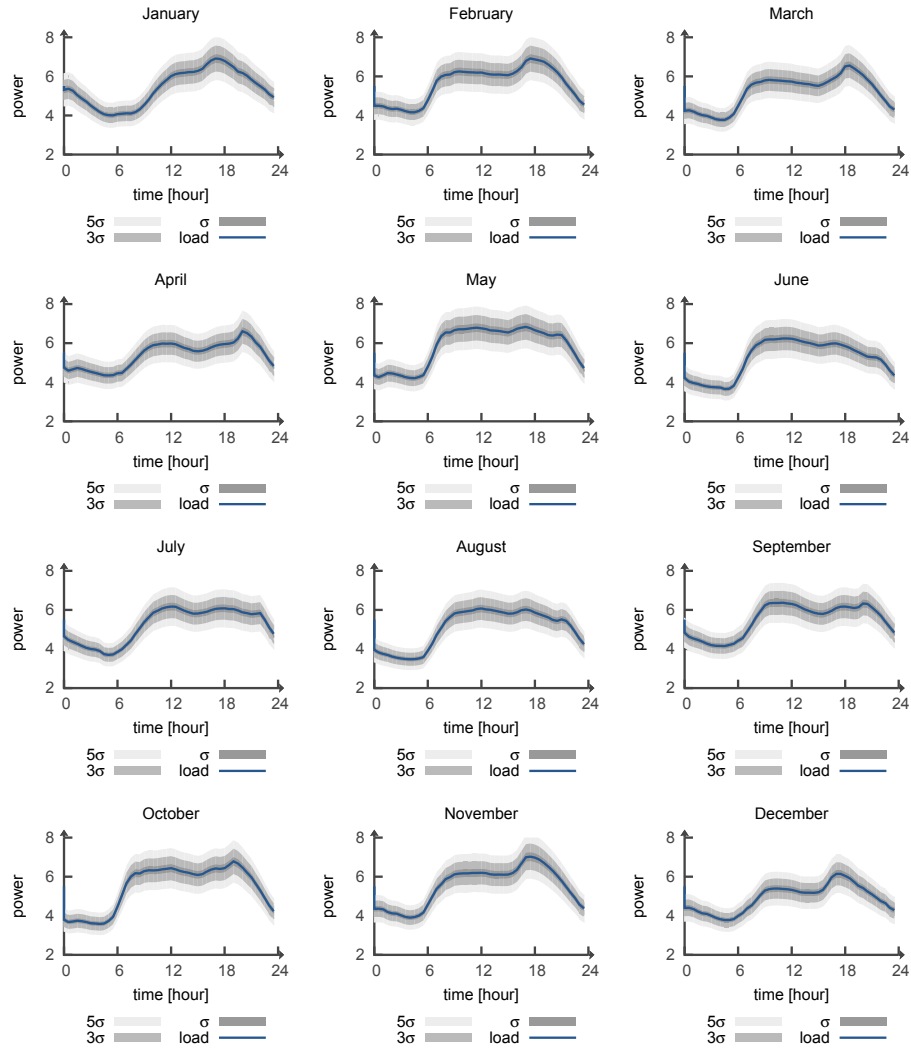 January
8
6
4
2
power
0 6 12 18 24
time [hour]
5σ σ
3σ load
February
8
6
4
2
power
0 6 12 18 24
time [hour]
5σ σ
3σ load
March
8
6
4
2
power
0 6 12 18 24
time [hour]
5σ σ
3σ load
April
8
6
4
2
power
0 6 12 18 24
time [hour]
5σ σ
3σ load
May
8
6
4
2
power
0 6 12 18 24
time [hour]
5σ σ
3σ load
June
8
6
4
2
power
0 6 12 18 24
time [hour]
5σ σ
3σ load
July
8
6
4
2
power
0 6 12 18 24
time [hour]
5σ σ
3σ load
August
8
6
4
2
power
0 6 12 18 24
time [hour]
5σ σ
3σ load
September
8
6
4
2
power
0 6 12 18 24
time [hour]
5σ σ
3σ load
October
8
6
4
2
power
0 6 12 18 24
time [hour]
5σ σ
3σ load
November
8
6
4
2
power
0 6 12 18 24
time [hour]
5σ σ
3σ load
December
8
6
4
2
power
0 6 12 18 24
time [hour]
5σ σ
3σ load